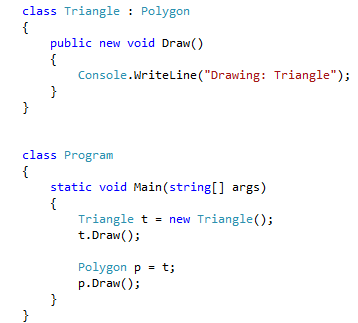 class Triangle : Polygon
{
    public new void Draw()
    {
        Console.WriteLine("Drawing: Triangle");
    }
}

class Program
{
    static void Main(string[] args)
    {
        Triangle t = new Triangle();
        t.Draw();

        Polygon p = t;
        p.Draw();
    }
}